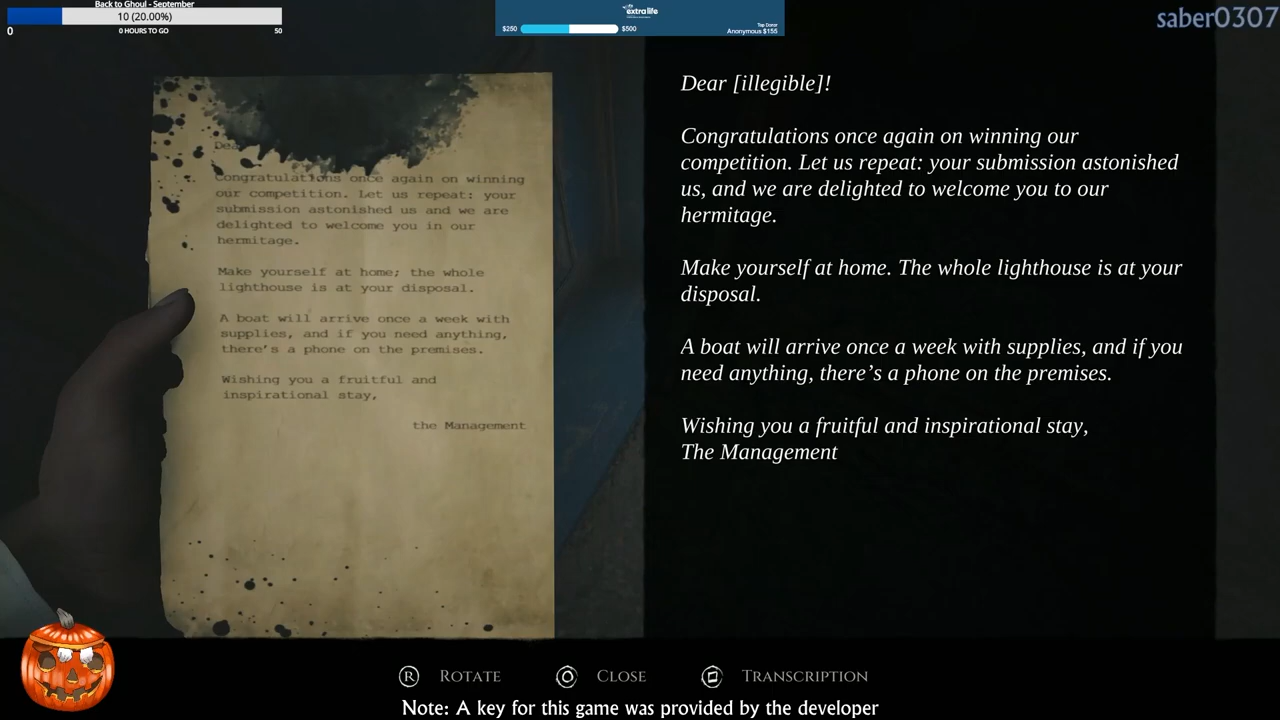 Back to Ghoul - September
10 (20.00%)
0
0 HOURS TO GO
50
extralife
$250
$500
Top Donor
Anonymous $155
saber0307
Dea
Congratulations once again on winning
our competition. Let us repeat: your
submission astonished us and we are
delighted to welcome you in our
hermitage.
Make yourself at home; the whole
lighthouse is at your disposal.
A boat will arrive once a week with
supplies, and if you need anything,
there's a phone on the premises.
Wishing you a fruitful and
inspirational stay,
the Management
Dear [illegible]!
Congratulations once again on winning our
competition. Let us repeat: your submission astonished
us, and we are delighted to welcome you to our
hermitage.
Make yourself at home. The whole lighthouse is at your
disposal.
A boat will arrive once a week with supplies, and if you
need anything, there's a phone on the premises.
Wishing you a fruitful and inspirational stay,
The Management
R ROTATE
CLOSE
TRANSCRIPTION
Note: A key for this game was provided by the developer